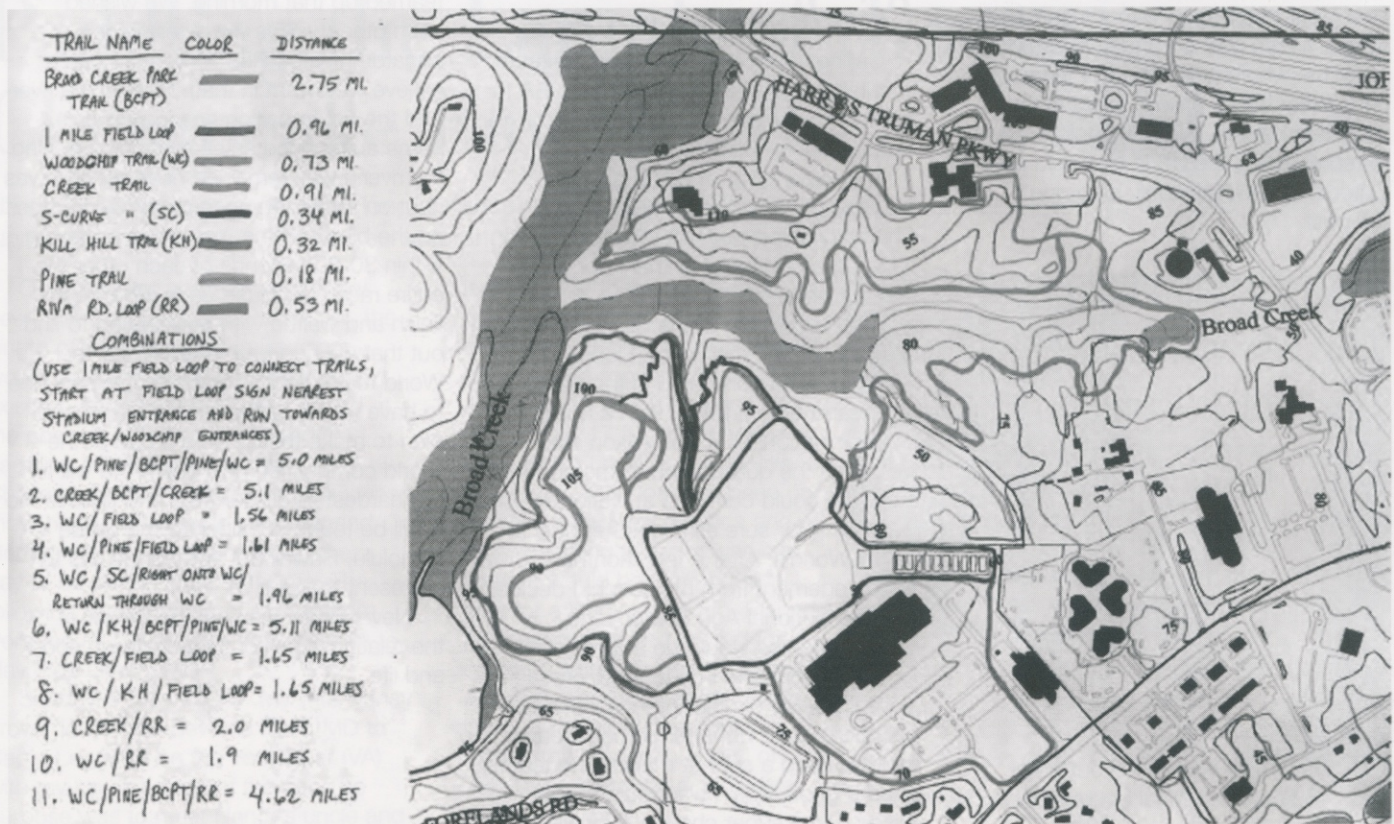 TRAIL NAME COLOR DISTANCE
BROAD CREEK PARK
TRAIL (BCPT) 2.75 MI.
1 MILE FIELD LOOP 0.96 MI.
WOODCHIP TRAIL (WC) 0.73 MI.
CREEK TRAIL 0.91 MI.
S-CURVE " (SC) 0.34 MI.
KILL HILL TRAIL (KH) 0.32 MI.
PINE TRAIL 0.18 MI.
RIVA RD. LOOP (RR) 0.53 MI.
COMBINATIONS
(USE 1 MILE FIELD LOOP TO CONNECT TRAILS,
START AT FIELD LOOP SIGN NEAREST
STADIUM ENTRANCE AND RUN TOWARDS
CREEK/WOODCHIP ENTRANCES)
1. WC/PINE/BCPT/PINE/WC = 5.0 MILES
2. CREEK/BCPT/CREEK = 5.1 MILES
3. WC/FIELD LOOP = 1.56 MILES
4. WC/PINE/FIELD LOOP = 1.61 MILES
5. WC/SC/RIGHT ONTO WC/
RETURN THROUGH WC = 1.96 MILES
6. WC/KH/BCPT/PINE/WC = 5.11 MILES
7. CREEK/FIELD LOOP = 1.65 MILES
8. WC/KH/FIELD LOOP = 1.65 MILES
9. CREEK/RR = 2.0 MILES
10. WC/RR = 1.9 MILES
11. WC/PINE/BCPT/RR = 4.62 MILES
HARRY S TRUMAN PKWY
Broad Creek
Broad Creek
100
90
95
85
100
60
110
55
85
65
40
80
100
95
75
105
50
90
95
90
80
75
80
65
75
70
65
45